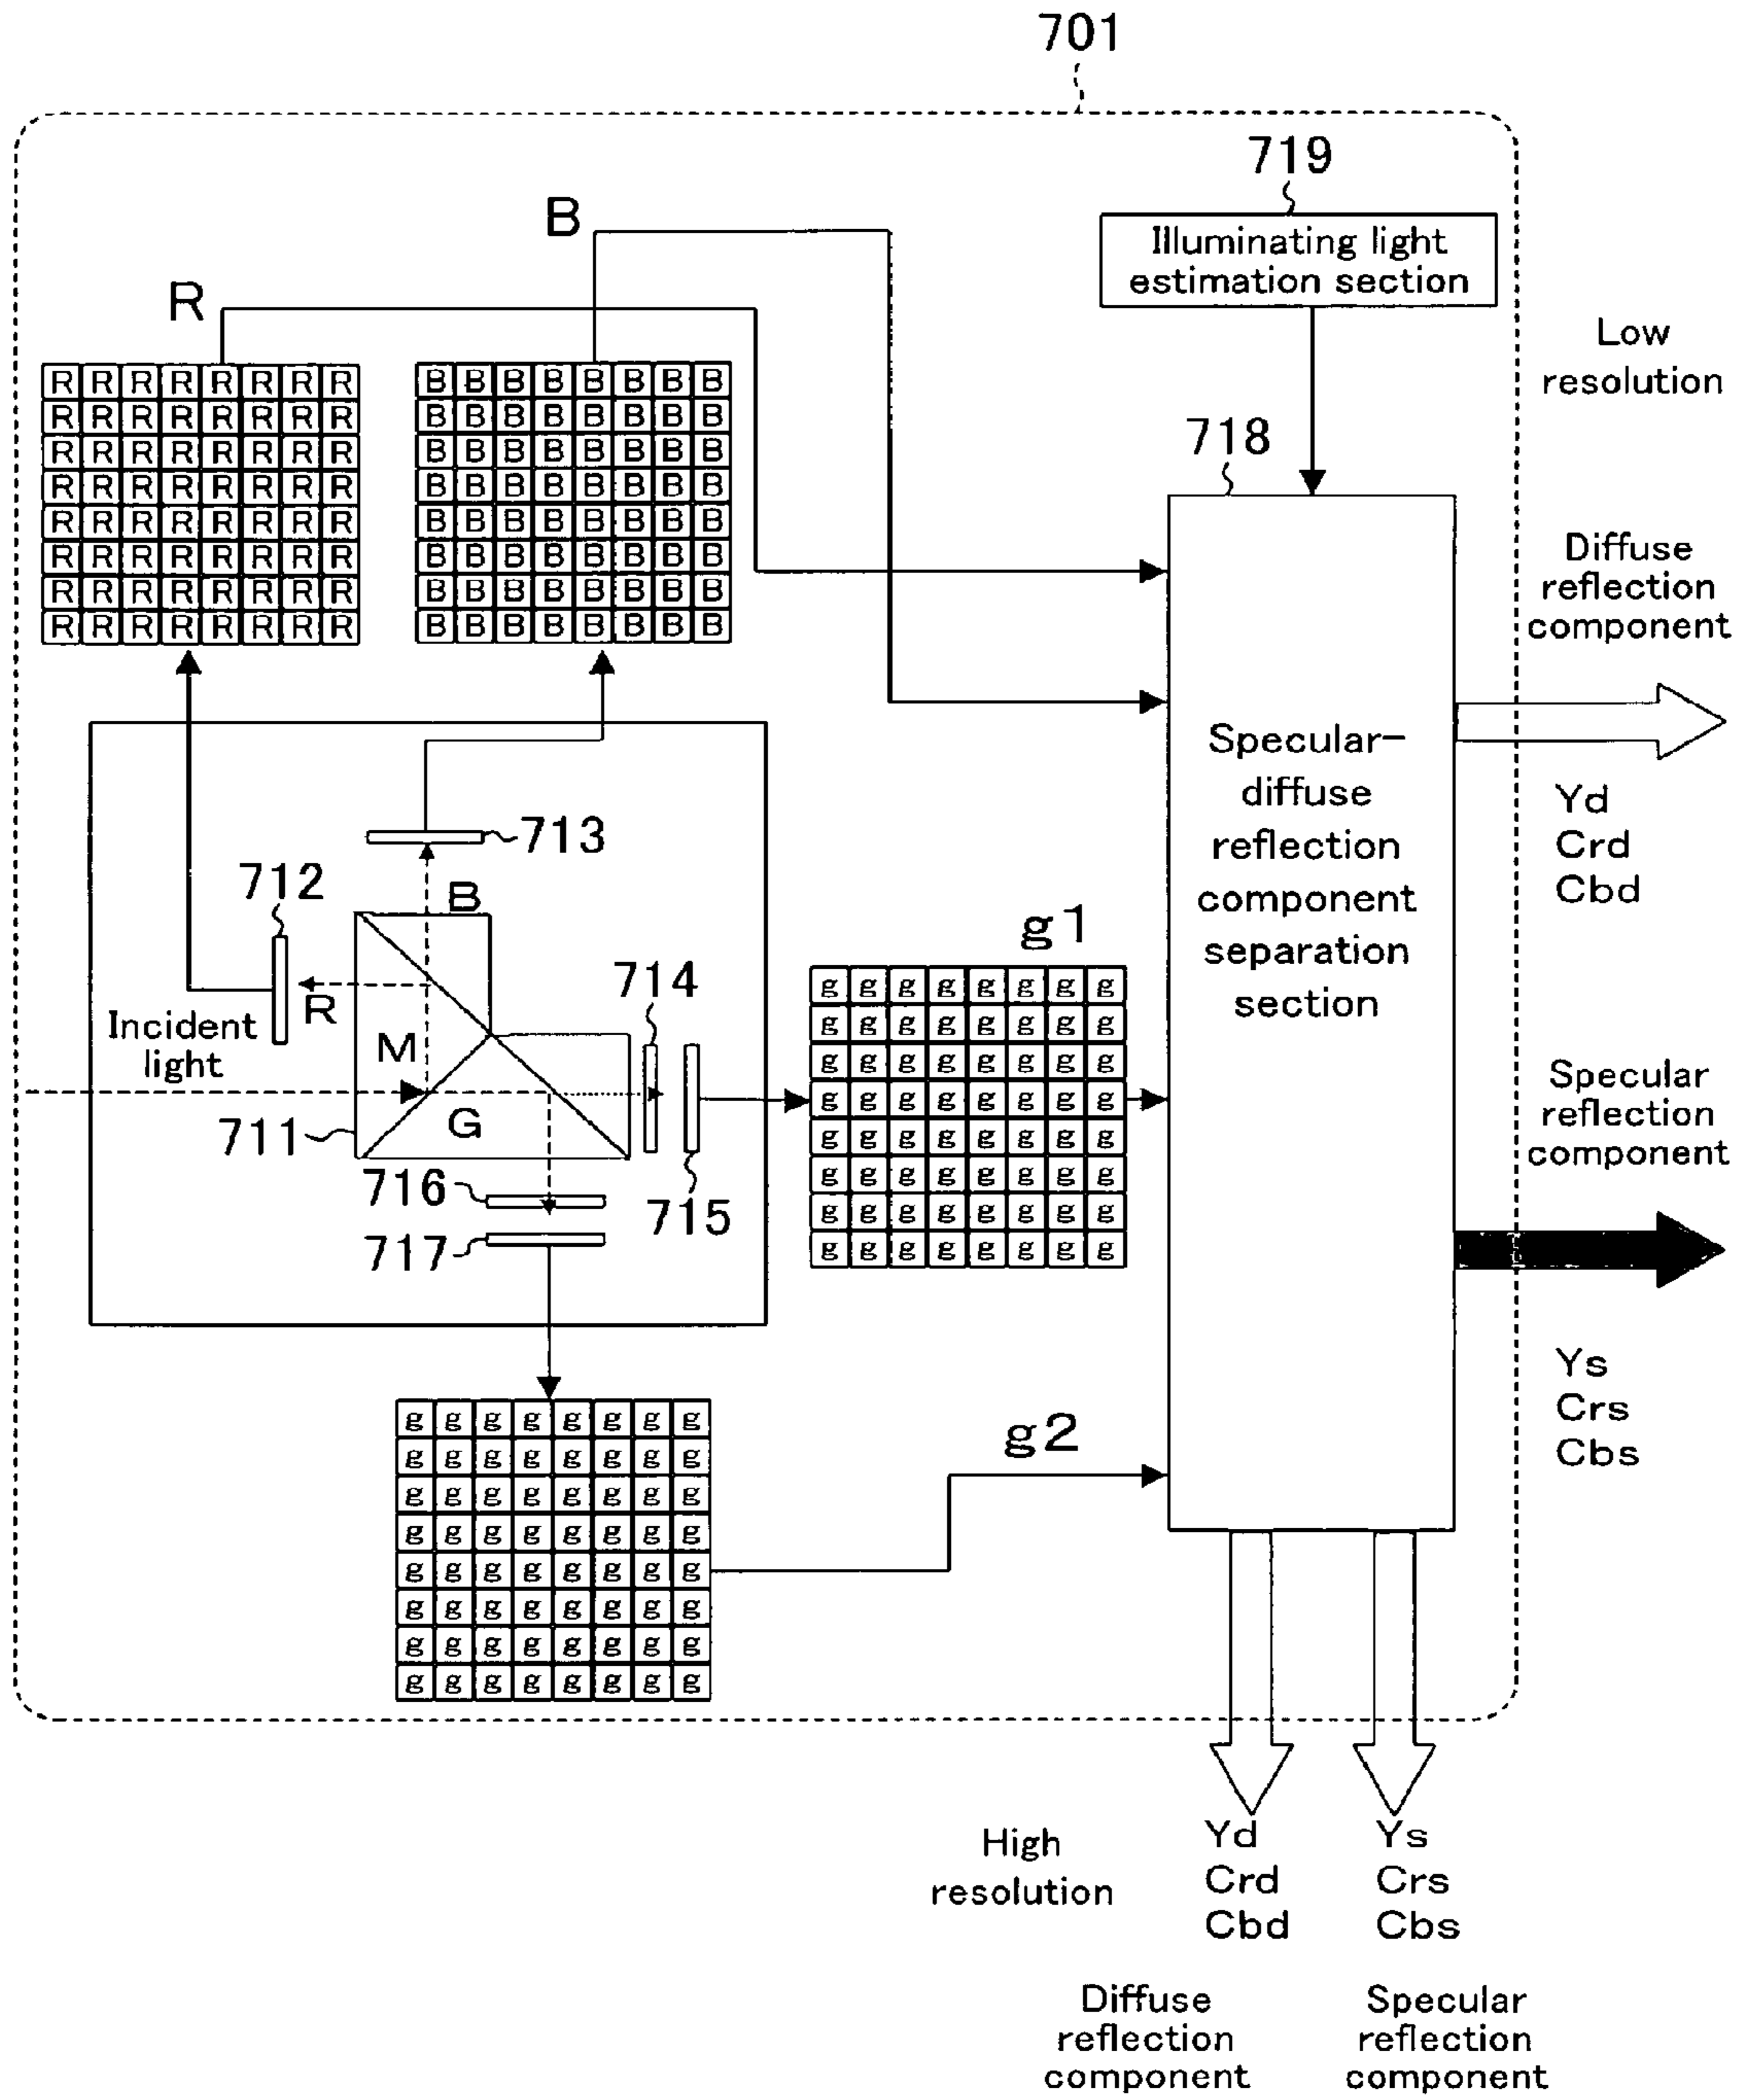 701
719
Illuminating light
estimation section
B
R
Low
resolution
R R R R R R R R
R R R R R R R R
R R R R R R R R
R R R R R R R R
R R R R R R R R
R R R R R R R R
R R R R R R R R
R R R R R R R R
B B B B B B B B
B B B B B B B B
B B B B B B B B
B B B B B B B B
B B B B B B B B
B B B B B B B B
B B B B B B B B
B B B B B B B B
718
Diffuse
reflection
component
Specular-
diffuse
reflection
component
separation
section
Yd
Crd
Cbd
713
712
B
R
Incident
light
M
G
711
714
715
716
717
g1
g g g g g g g g
g g g g g g g g
g g g g g g g g
g g g g g g g g
g g g g g g g g
g g g g g g g g
g g g g g g g g
g g g g g g g g
Specular
reflection
component
Ys
Crs
Cbs
g g g g g g g g
g g g g g g g g
g g g g g g g g
g g g g g g g g
g g g g g g g g
g g g g g g g g
g g g g g g g g
g g g g g g g g
g2
High
resolution
Yd
Crd
Cbd
Ys
Crs
Cbs
Diffuse
reflection
component
Specular
reflection
component